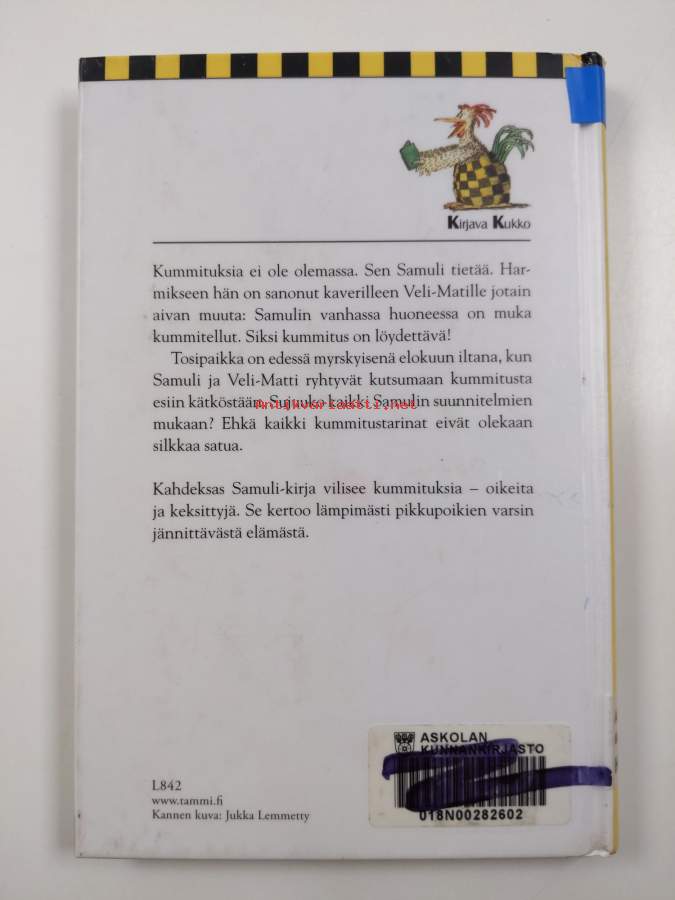 Kirjava Kukko
Kummituksia ei ole olemassa. Sen Samuli tietää. Har-
mikseen hän on sanonut kaverilleen Veli-Matille jotain
aivan muuta: Samulin vanhassa huoneessa on muka
kummitellut. Siksi kummitus on löydettävä!
Tosipaikka on edessä myrskyisenä elokuun iltana, kun
Samuli ja Veli-Matti ryhtyvät kutsumaan kummitusta
esiin kätköstään. Sujuuko kaikki Samulin suunnitelmien
Antikvariaatti.net
mukaan? Ehkä kaikki kummitustarinat eivät olekaan
silkkaa satua.
Kahdeksas Samuli-kirja vilisee kummituksia – oikeita
ja keksittyjä. Se kertoo lämpimästi pikkupoikien varsin
jännittävästä elämästä.
ASKOLAN
KUNNANKIRJASTO
018N00282602
L842
www.tammi.fi
Kannen kuva: Jukka Lemmetty